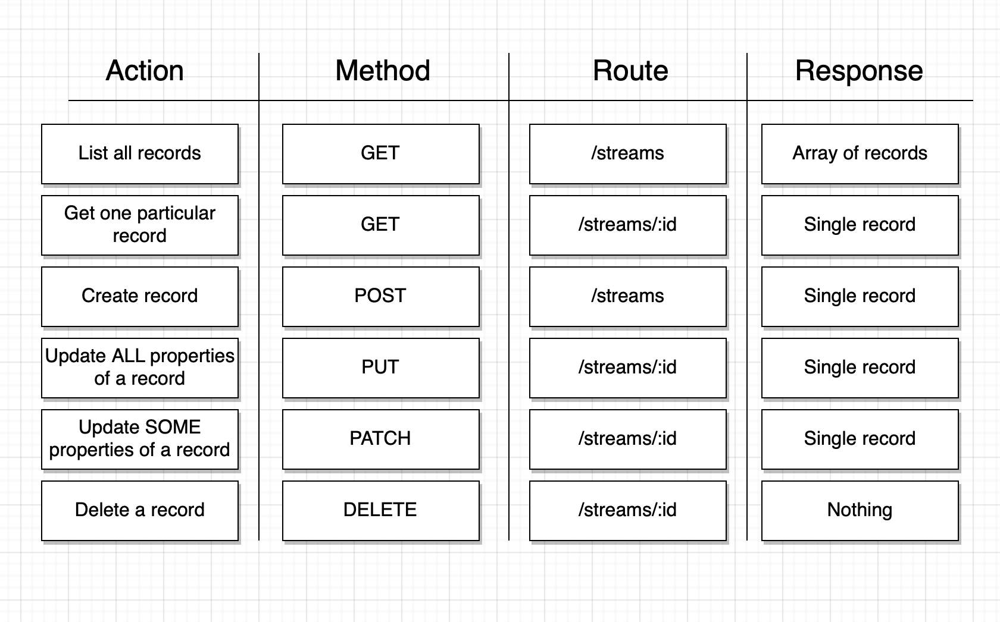 Action
Method
Route
Response
List all records
GET
/streams
Array of records
Get one particular
record
GET
/streams/:id
Single record
Create record
POST
/streams
Single record
Update ALL properties
of a record
PUT
/streams/:id
Single record
Update SOME
properties of a record
PATCH
/streams/:id
Single record
Delete a record
DELETE
/streams/:id
Nothing